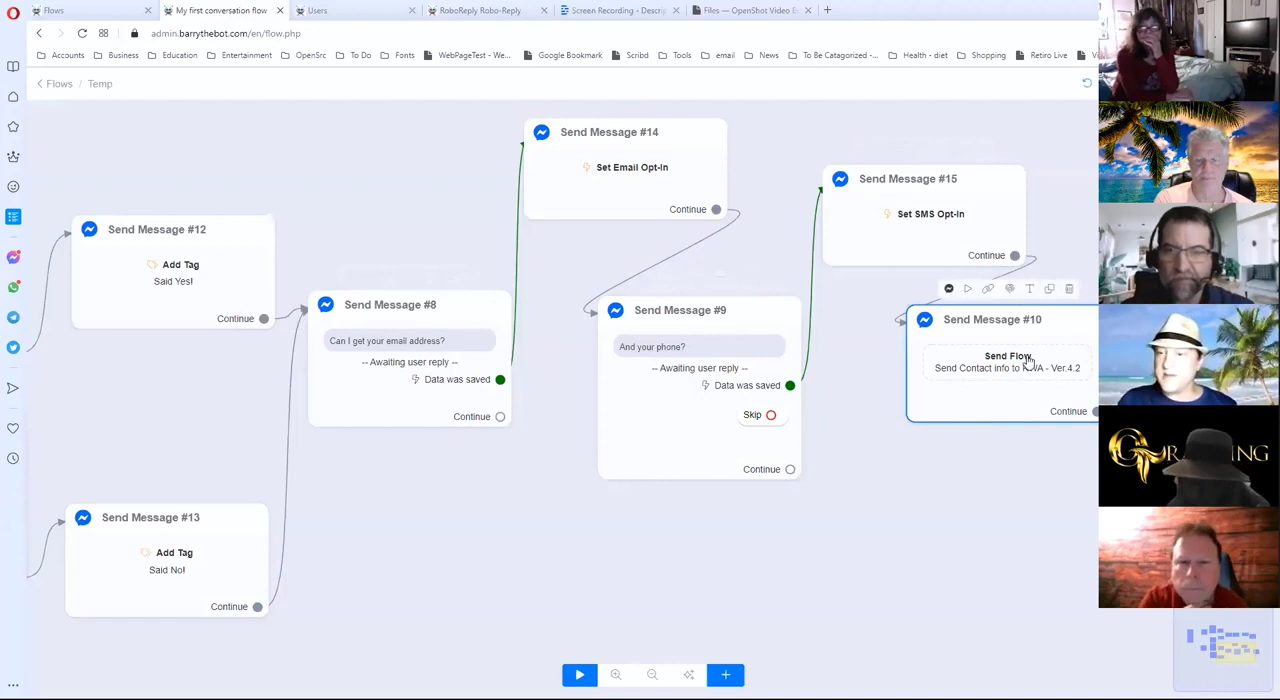 Flows
My first conversation flow
Users
RoboReply Robo-Reply
Screen Recording - Descrip
Files — OpenShot Video E
admin.barrythebot.com/en/flow.php
Accounts
Business
Education
Entertainment
OpenSrc
To Do
Fonts
WebPageTest - We...
Google Bookmark
Scribd
Tools
email
News
To Be Catagorized -...
Health - diet
Shopping
Retiro Live
Flows / Temp
Send Message #14
Set Email Opt-In
Continue
Send Message #15
Set SMS Opt-In
Continue
Send Message #12
Add Tag
Said Yes!
Continue
Send Message #8
Can I get your email address?
-- Awaiting user reply --
Data was saved
Continue
Send Message #9
And your phone?
-- Awaiting user reply --
Data was saved
Skip
Continue
Send Message #10
Send Flow
Send Contact info to - Ver.4.2
Continue
Send Message #13
Add Tag
Said No!
Continue